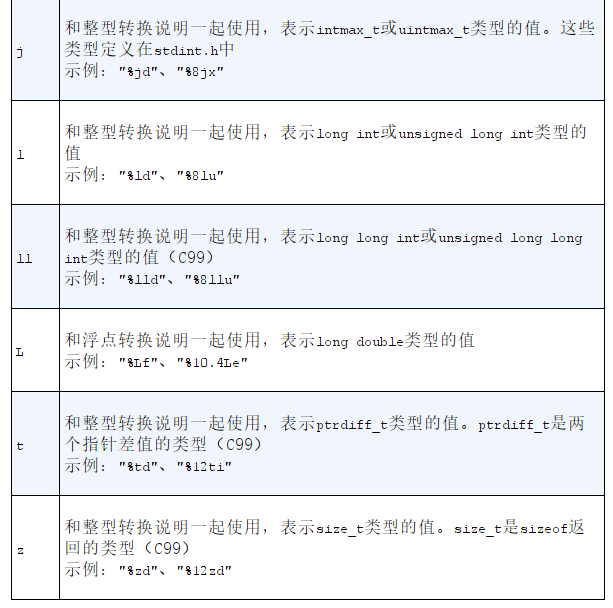 和整型转换说明一起使用，表示intmax_t或uintmax_t类型的值。这些
j
类型定义在stdint.h中
示例："%jd"、"%8jx"
和整型转换说明一起使用，表示long int或unsigned long int类型的
l
值
示例："%ld"、"%8lu"
和整型转换说明一起使用，表示long long int或unsigned long long
ll
int类型的值（C99）
示例："%lld"、"%8llu"
L
和浮点转换说明一起使用，表示long double类型的值
示例："%Lf"、"%10.4Le"
和整型转换说明一起使用，表示ptrdiff_t类型的值。ptrdiff_t是两
t
个指针差值的类型（C99）
示例："%td"、"%12ti"
和整型转换说明一起使用，表示size_t类型的值。size_t是sizeof返
z
回的类型（C99）
示例："%zd"、"%12zd"